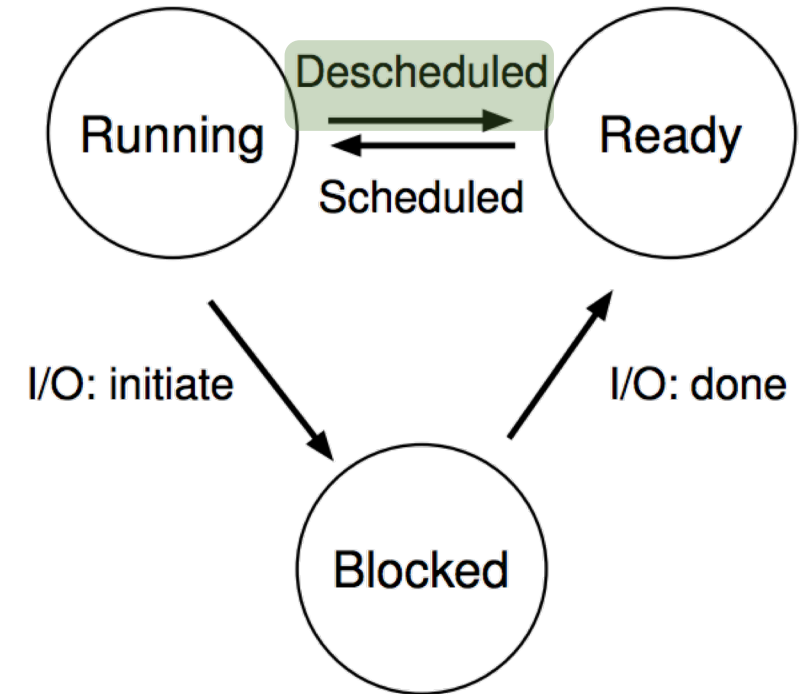 Descheduled
Running
Ready
Scheduled
I/O: initiate
I/O: done
Blocked